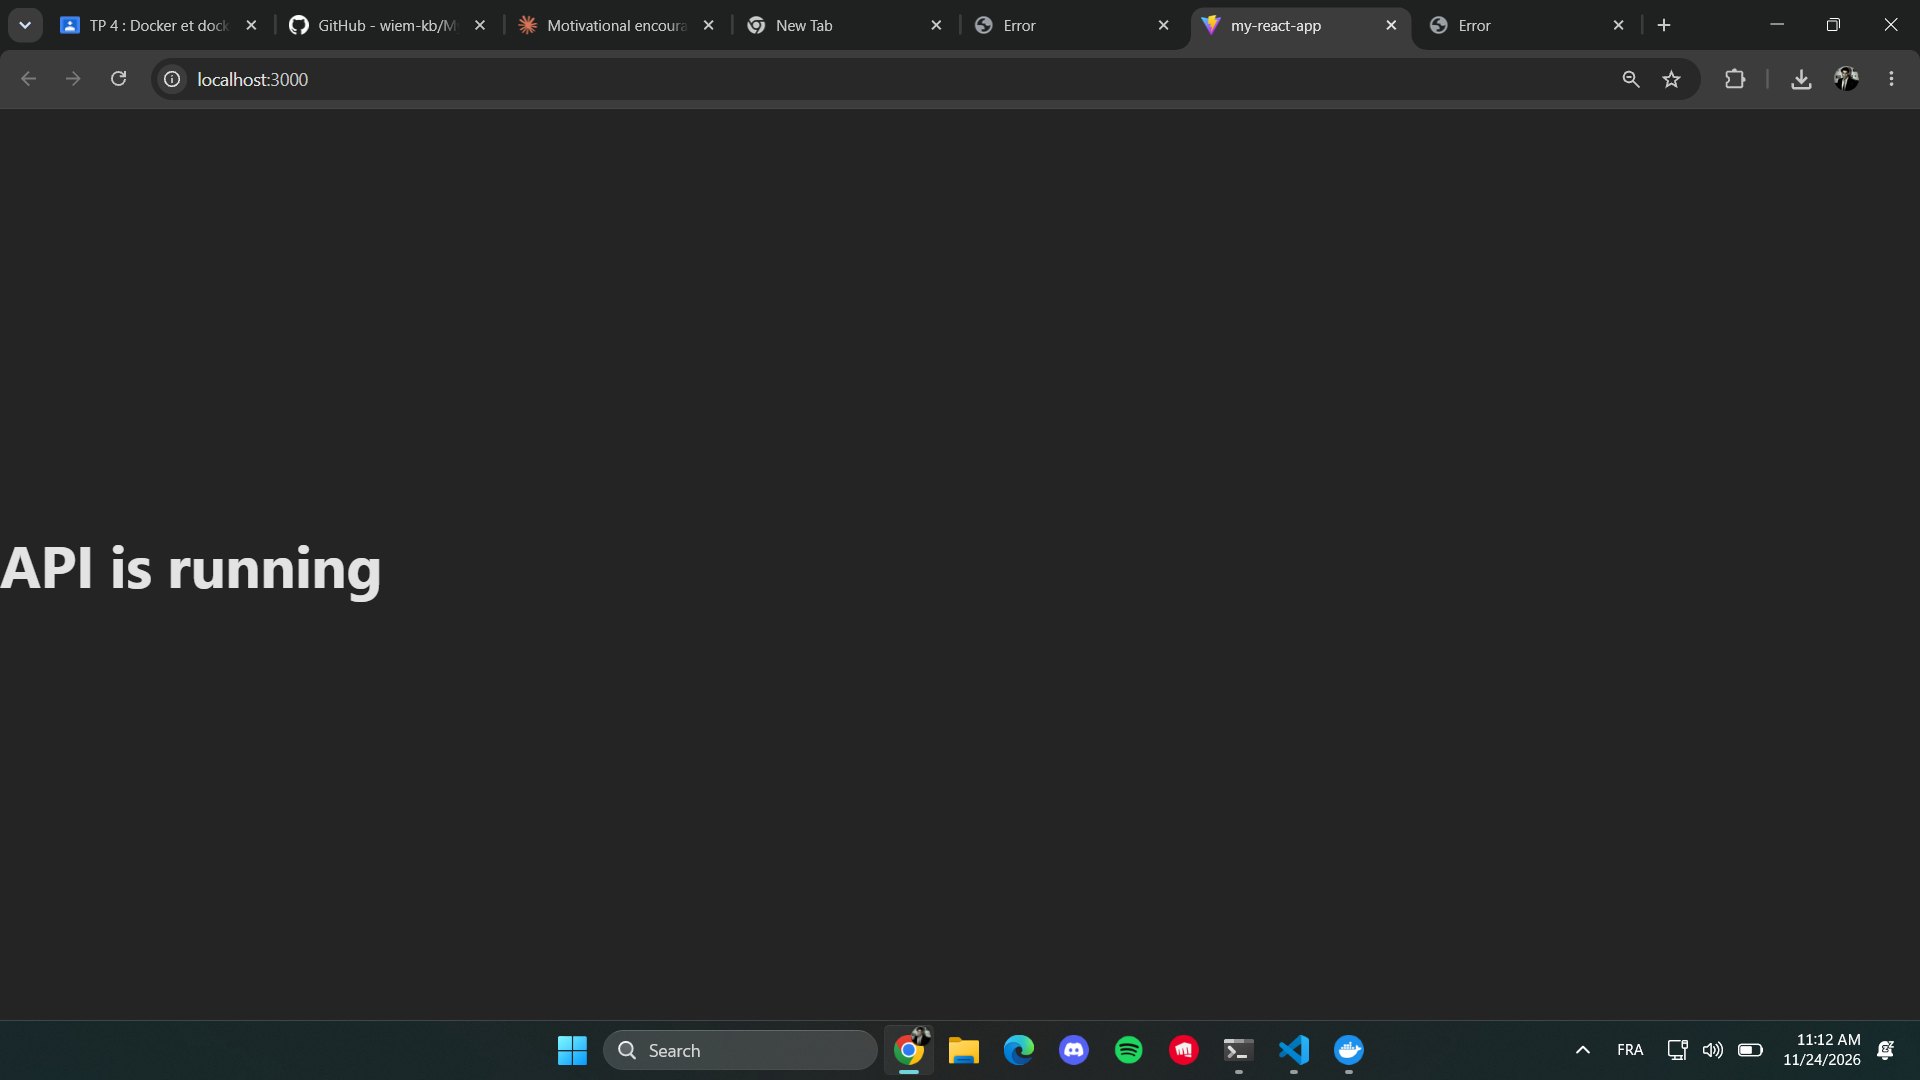 TP 4 : Docker et dock
GitHub - wiem-kb/M
Motivational encoura
New Tab
Error
my-react-app
Error
localhost:3000
API is running
Search
FRA
11:12 AM
11/24/2026